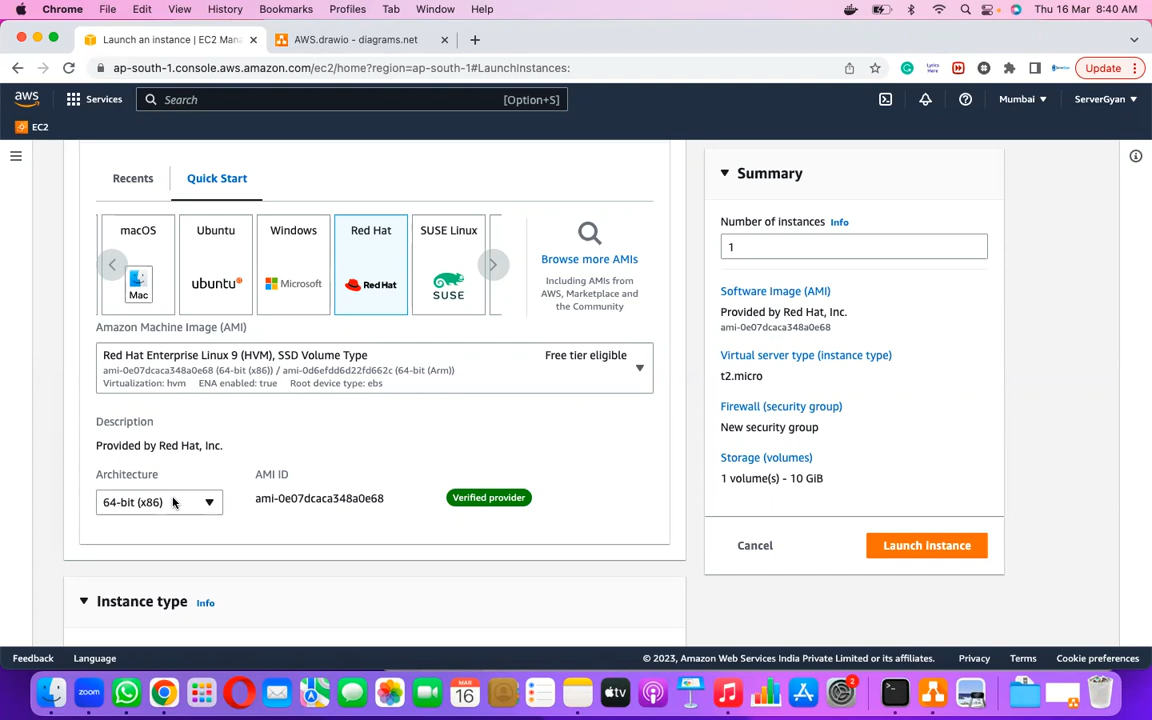 Chrome File Edit View History Bookmarks Profiles Tab Window Help Thu 16 Mar 8:40 AM
Launch an instance | EC2 Mana AWS.drawio - diagrams.net
ap-south-1.console.aws.amazon.com/ec2/home?region=ap-south-1#LaunchInstances: Update
aws Services Search [Option+S] Mumbai ServerGyan
EC2
Recents Quick Start
macOS Ubuntu Windows Red Hat SUSE Linux
Mac ubuntu Microsoft Red Hat SUSE
Browse more AMIs
Including AMIs from
AWS, Marketplace and
the Community
Amazon Machine Image (AMI)
Red Hat Enterprise Linux 9 (HVM), SSD Volume Type Free tier eligible
ami-0e07dcaca348a0e68 (64-bit (x86)) / ami-0d6efdd6d22fd662c (64-bit (Arm))
Virtualization: hvm ENA enabled: true Root device type: ebs
Description
Provided by Red Hat, Inc.
Architecture AMI ID
64-bit (x86) ami-0e07dcaca348a0e68 Verified provider
Instance type Info
Summary
Number of instances Info
1
Software Image (AMI)
Provided by Red Hat, Inc.
ami-0e07dcaca348a0e68
Virtual server type (instance type)
t2.micro
Firewall (security group)
New security group
Storage (volumes)
1 volume(s) - 10 GiB
Cancel Launch instance
Feedback Language © 2023, Amazon Web Services India Private Limited or its affiliates. Privacy Terms Cookie preferences
zoom MAR 16 tv 2